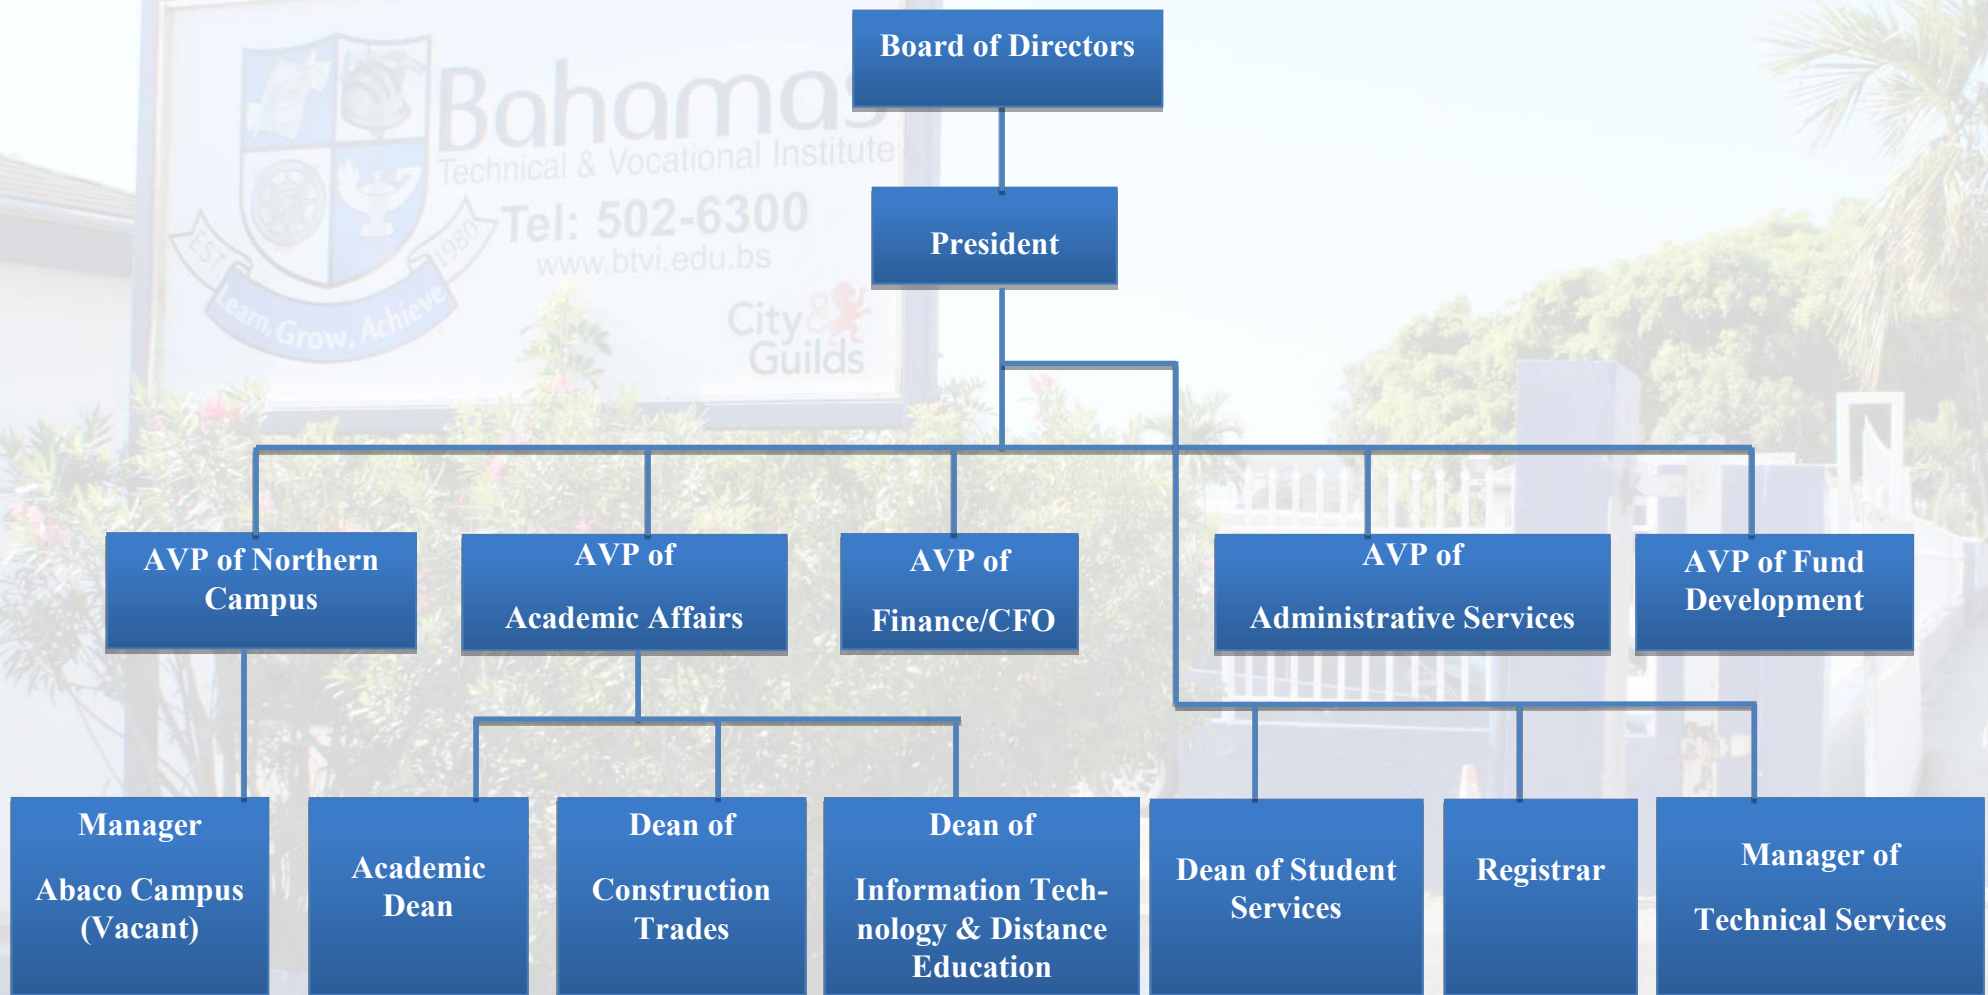 Bahamas
Technical & Vocational Institute
Tel: 502-6300
www.btvi.edu.bs
EST. 1980
Learn, Grow, Achieve
City & Guilds
Board of Directors
President
AVP of Northern
Campus
AVP of
Academic Affairs
AVP of
Finance/CFO
AVP of
Administrative Services
AVP of Fund
Development
Manager
Abaco Campus
(Vacant)
Academic
Dean
Dean of
Construction
Trades
Dean of
Information Tech-
nology & Distance
Education
Dean of Student
Services
Registrar
Manager of
Technical Services